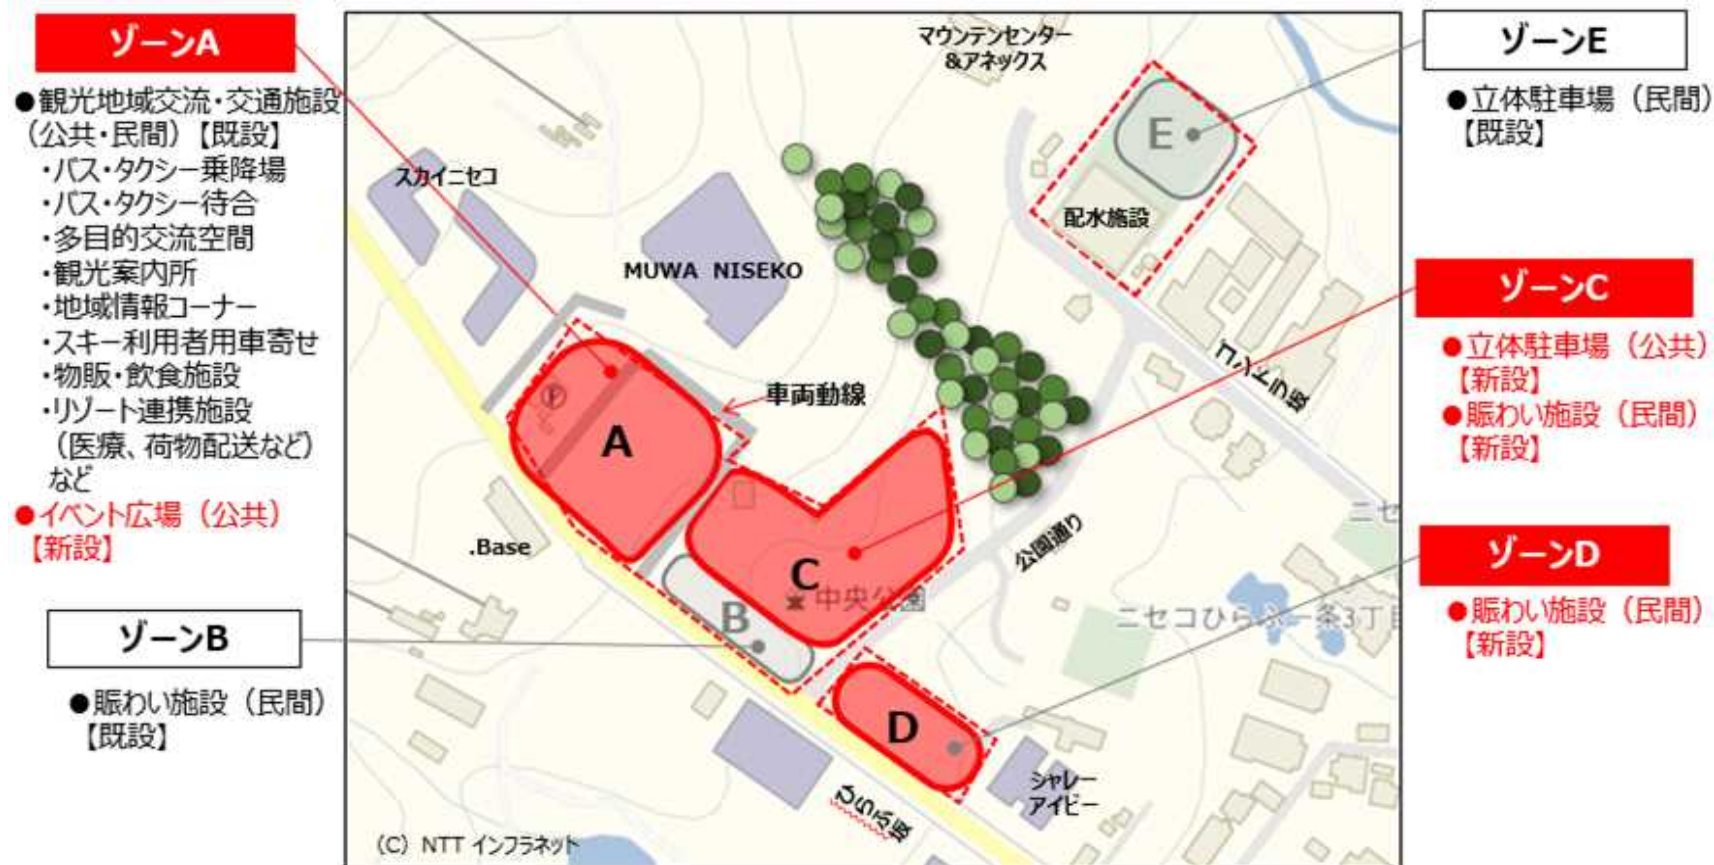 ゾーンA
●観光地域交流・交通施設
（公共・民間）【既設】
・バス・タクシー乗降場
・バス・タクシー待合
・多目的交流空間
・観光案内所
・地域情報コーナー
・スキー利用者用車寄せ
・物販・飲食施設
・リゾート連携施設
（医療、荷物配送など）
など
●イベント広場（公共）
【新設】
ゾーンB
●賑わい施設（民間）
【既設】
マウンテンセンター
&アネックス
スカイニセコ
MUWA NISEKO
配水施設
E
車両動線
A
.Base
C
中央公園
B
公園通り
ニセコひらふ一条3丁目
D
シャレー
アイビー
ひらふ坂
(C) NTT インフラネット
ゾーンE
●立体駐車場（民間）
【既設】
ゾーンC
●立体駐車場（公共）
【新設】
●賑わい施設（民間）
【新設】
ゾーンD
●賑わい施設（民間）
【新設】